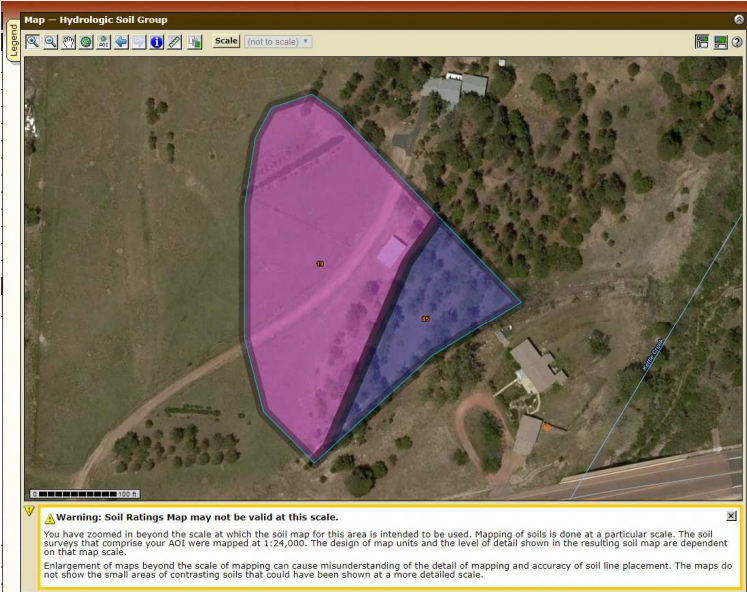 Legend
Map — Hydrologic Soil Group
AOI
Scale (not to scale)
19
85
Kettle Creek
0 100 ft
Warning: Soil Ratings Map may not be valid at this scale.
You have zoomed in beyond the scale at which the soil map for this area is intended to be used. Mapping of soils is done at a particular scale. The soil
surveys that comprise your AOI were mapped at 1:24,000. The design of map units and the level of detail shown in the resulting soil map are dependent
on that map scale.
Enlargement of maps beyond the scale of mapping can cause misunderstanding of the detail of mapping and accuracy of soil line placement. The maps do
not show the small areas of contrasting soils that could have been shown at a more detailed scale.